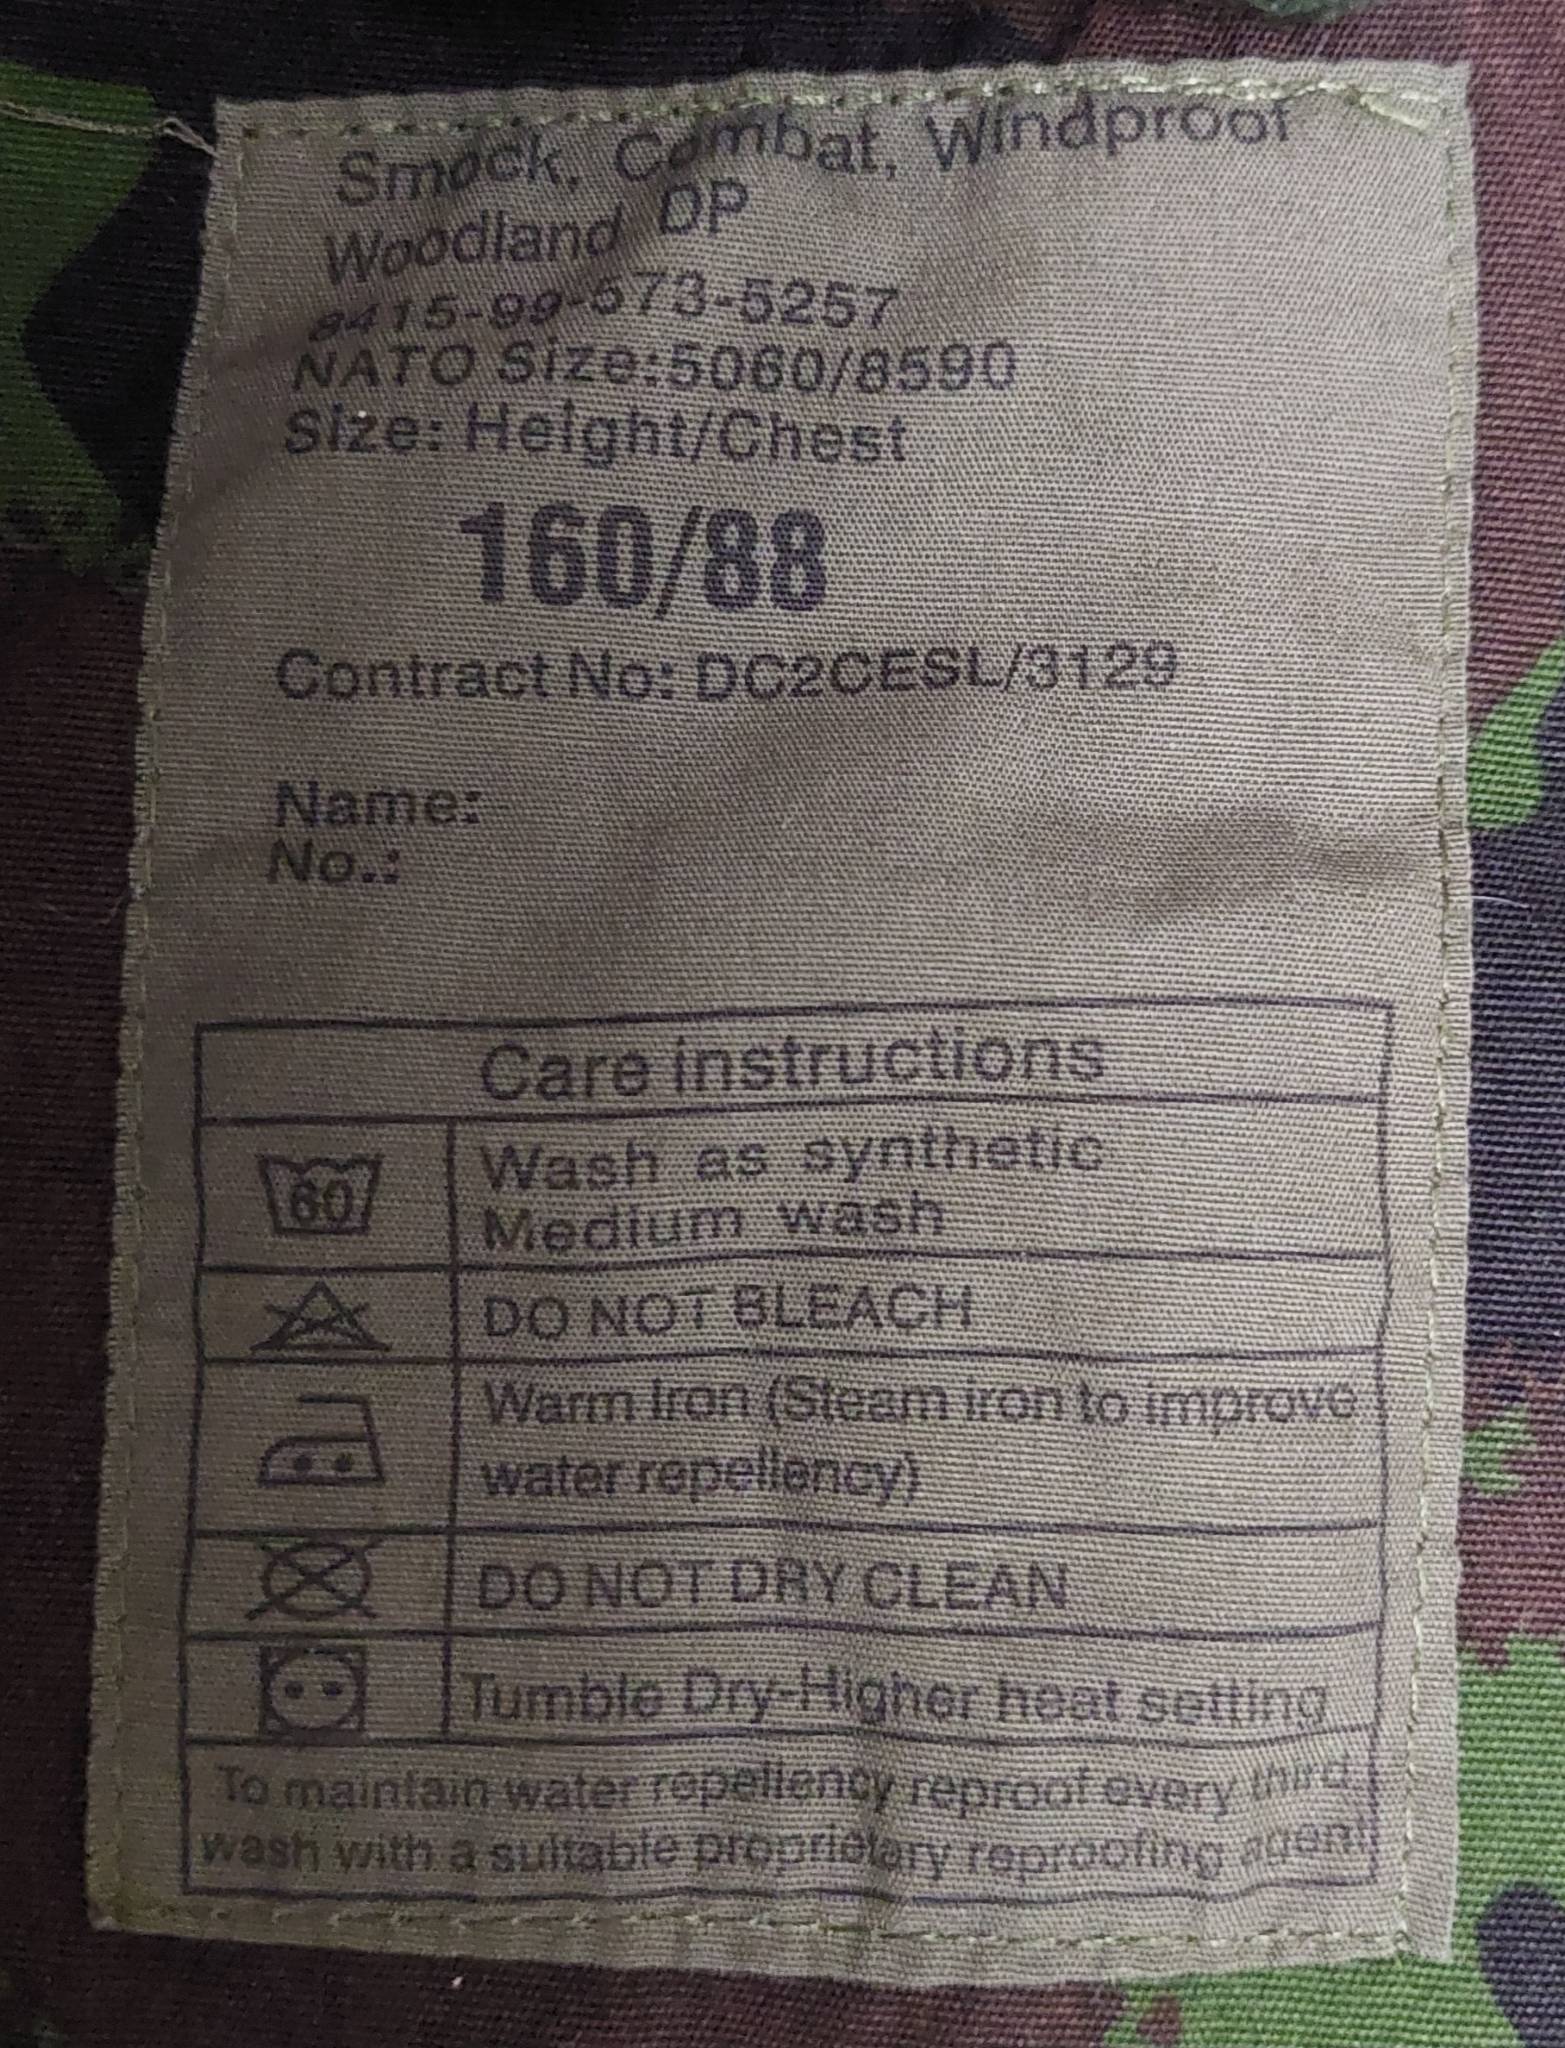 Smock, Combat, Windproof
Woodland DP
8415-99-573-5257
NATO Size:5060/8590
Size: Height/Chest
160/88
Contract No: DC2CESL/3129
Name:
No.:
Care instructions
60
Wash as synthetic
Medium wash
DO NOT BLEACH
Warm Iron (Steam iron to improve
water repellency)
DO NOT DRY CLEAN
Tumble Dry-Higher heat setting
To maintain water repellency reproof every third
wash with a suitable proprietary reproofing agent